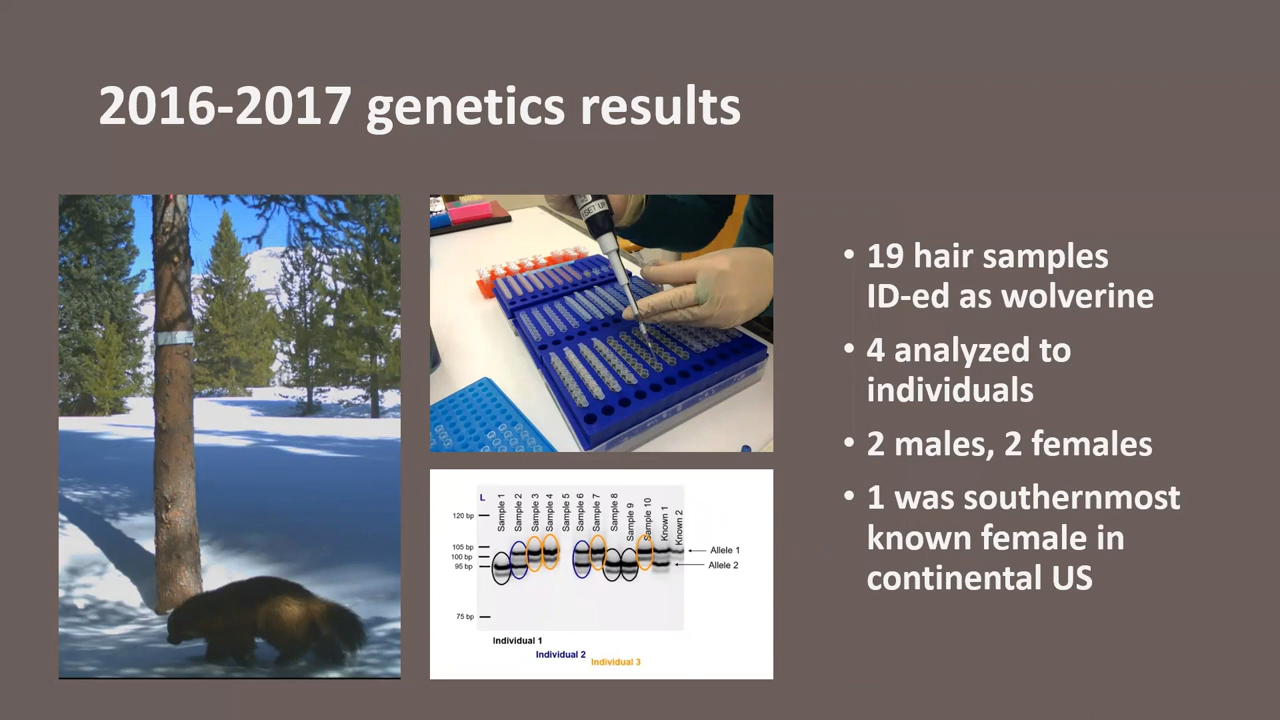 2016-2017 genetics results
• 19 hair samples
ID-ed as wolverine
• 4 analyzed to
individuals
• 2 males, 2 females
• 1 was southernmost
known female in
continental US
L
Sample 1
Sample 2
Sample 3
Sample 4
Sample 5
Sample 6
Sample 7
Sample 8
Sample 9
Sample 10
Known 1
Known 2
120 bp
105 bp
100 bp
95 bp
75 bp
Allele 1
Allele 2
Individual 1
Individual 2
Individual 3